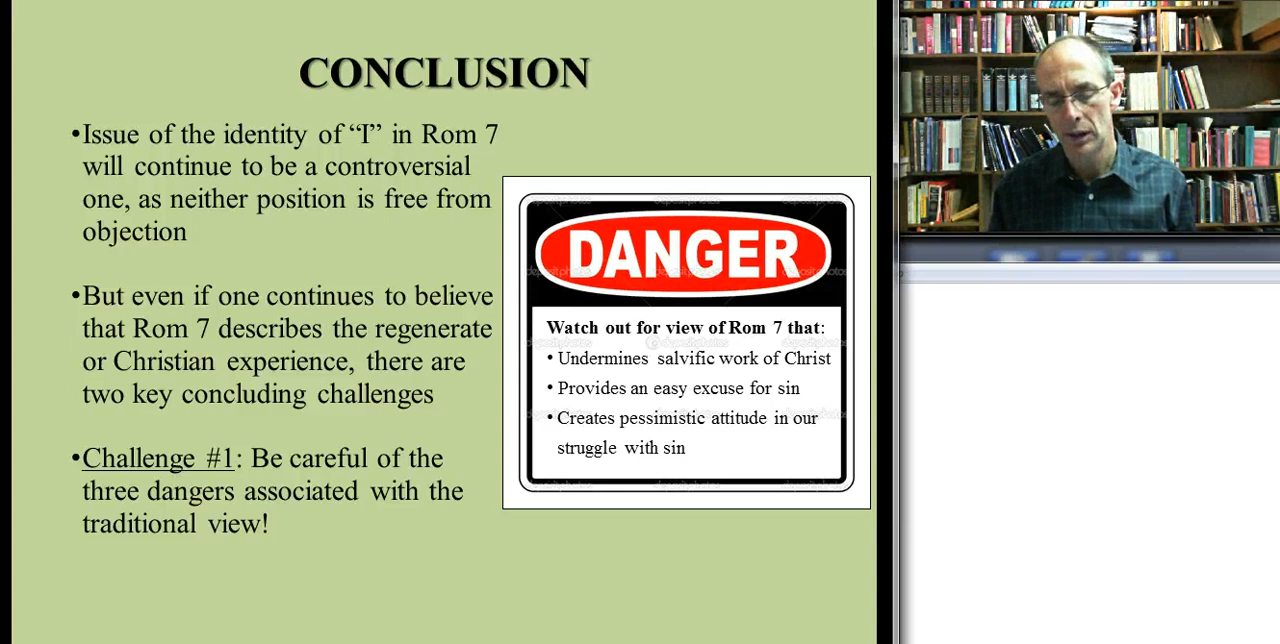 CONCLUSION
•Issue of the identity of “I” in Rom 7
will continue to be a controversial
one, as neither position is free from
objection
•But even if one continues to believe
that Rom 7 describes the regenerate
or Christian experience, there are
two key concluding challenges
•Challenge #1: Be careful of the
three dangers associated with the
traditional view!
DANGER
Watch out for view of Rom 7 that:
• Undermines salvific work of Christ
• Provides an easy excuse for sin
• Creates pessimistic attitude in our
struggle with sin